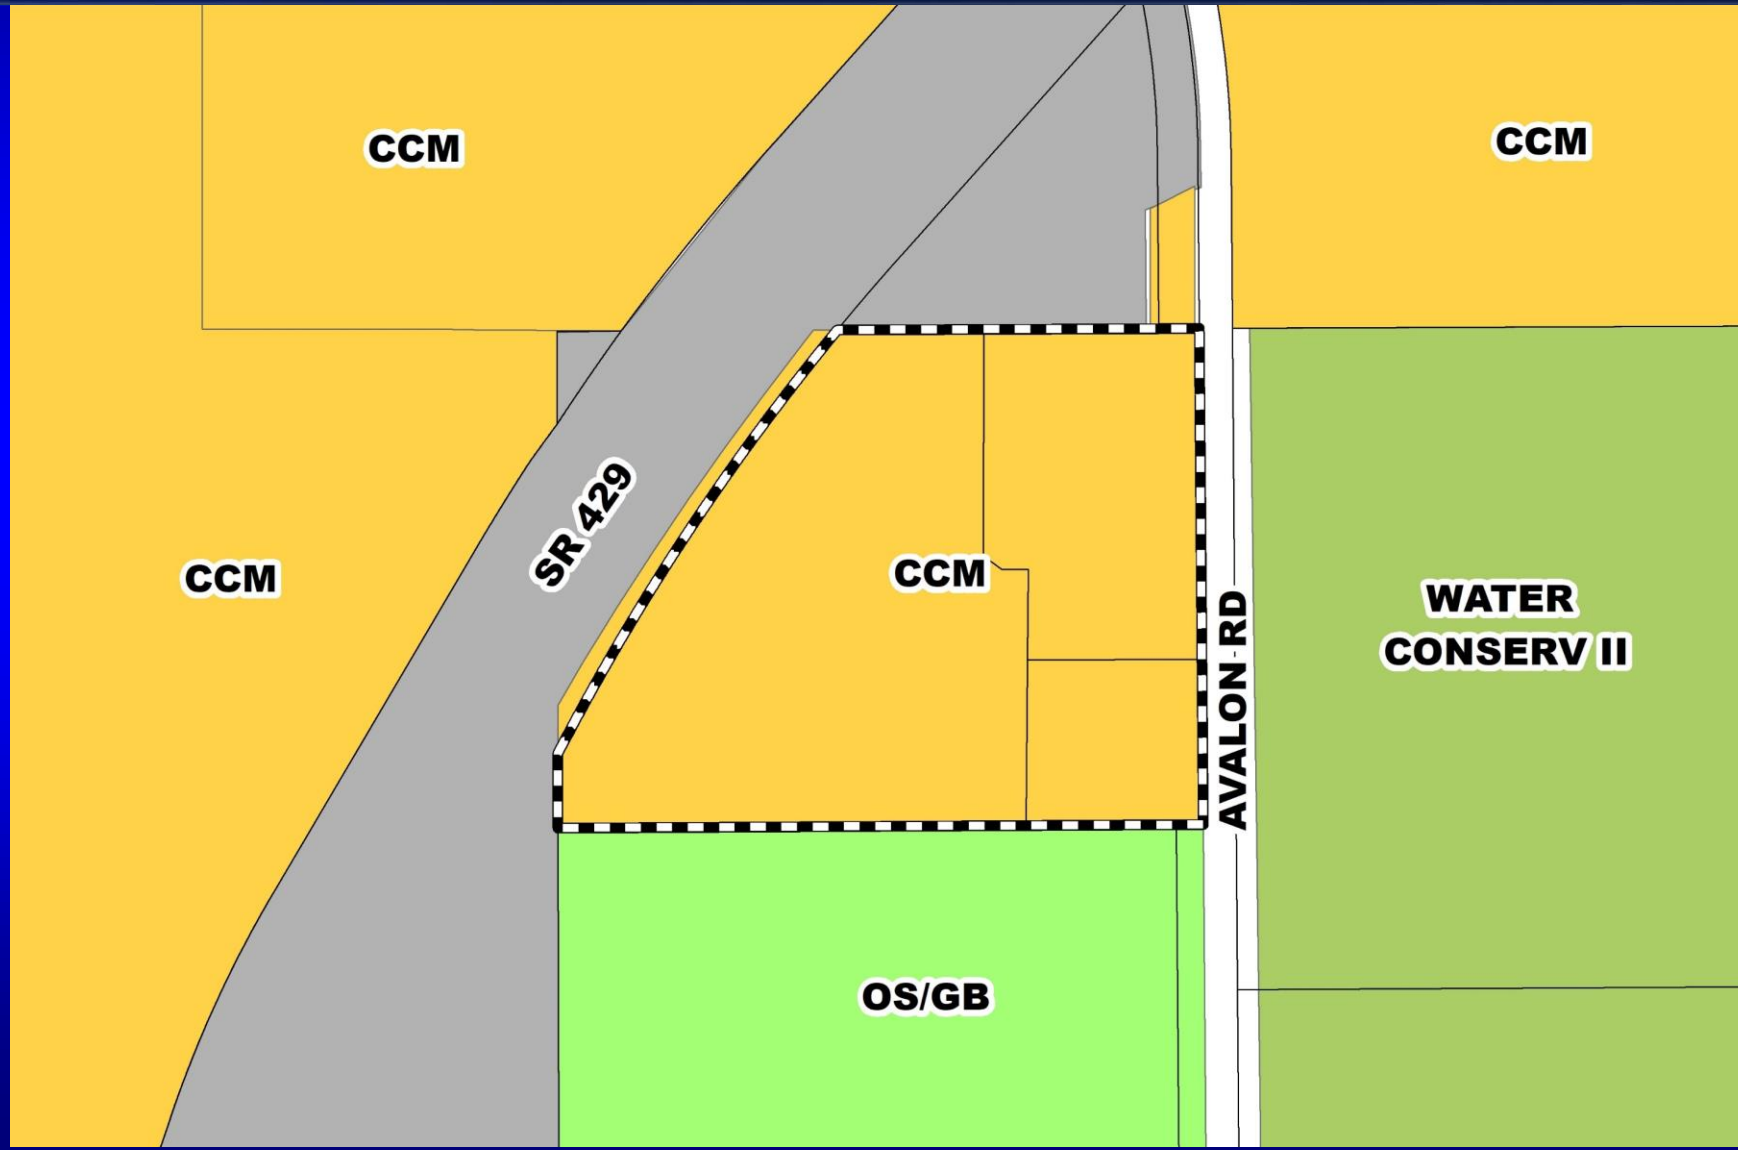 CCM
CCM
SR 429
CCM
CCM
AVALON RD
WATER
CONSERV II
OS/GB